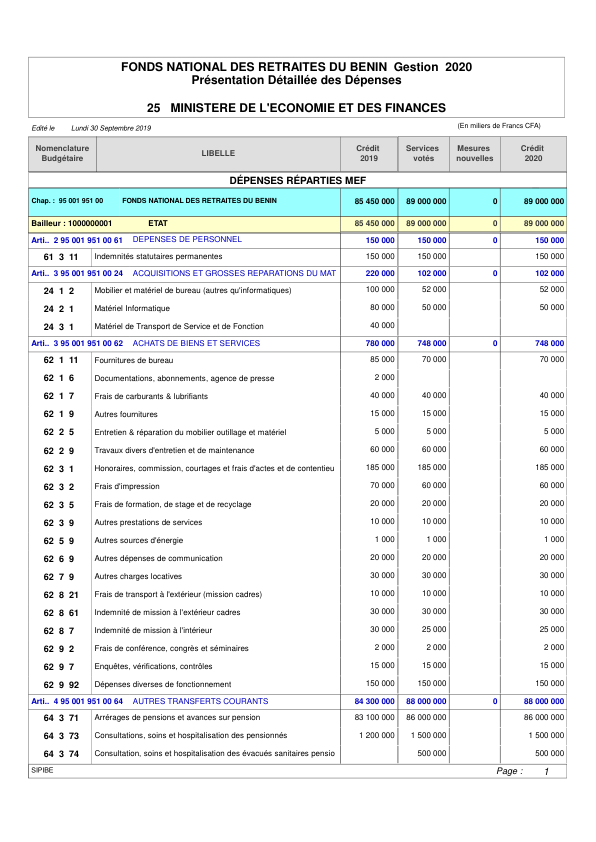 FONDS NATIONAL DES RETRAITES DU BENIN Gestion 2020
Présentation Détaillée des Dépenses
25 MINISTERE DE L'ECONOMIE ET DES FINANCES
Edité le Lundi 30 Septembre 2019 (En miliers de Francs CFA)
Nomenclature Budgétaire LIBELLE Crédit 2019 Services votés Mesures nouvelles Crédit 2020
DÉPENSES RÉPARTIES MEF
Chap. : 95 001 951 00 FONDS NATIONAL DES RETRAITES DU BENIN 85 450 000 89 000 000 0 89 000 000
Bailleur : 1000000001 ETAT 85 450 000 89 000 000 0 89 000 000
Arti.. 2 95 001 951 00 61 DEPENSES DE PERSONNEL 150 000 150 000 0 150 000
61 3 11 Indemnités statutaires permanentes 150 000 150 000 150 000
Arti.. 3 95 001 951 00 24 ACQUISITIONS ET GROSSES REPARATIONS DU MAT 220 000 102 000 0 102 000
24 1 2 Mobilier et matériel de bureau (autres qu'informatiques) 100 000 52 000 52 000
24 2 1 Matériel Informatique 80 000 50 000 50 000
24 3 1 Matériel de Transport de Service et de Fonction 40 000
Arti.. 3 95 001 951 00 62 ACHATS DE BIENS ET SERVICES 780 000 748 000 0 748 000
62 1 11 Fournitures de bureau 85 000 70 000 70 000
62 1 6 Documentations, abonnements, agence de presse 2 000
62 1 7 Frais de carburants & lubrifiants 40 000 40 000 40 000
62 1 9 Autres fournitures 15 000 15 000 15 000
62 2 5 Entretien & réparation du mobilier outillage et matériel 5 000 5 000 5 000
62 2 9 Travaux divers d'entretien et de maintenance 60 000 60 000 60 000
62 3 1 Honoraires, commission, courtages et frais d'actes et de contentieu 185 000 185 000 185 000
62 3 2 Frais d'impression 70 000 60 000 60 000
62 3 5 Frais de formation, de stage et de recyclage 20 000 20 000 20 000
62 3 9 Autres prestations de services 10 000 10 000 10 000
62 5 9 Autres sources d'énergie 1 000 1 000 1 000
62 6 9 Autres dépenses de communication 20 000 20 000 20 000
62 7 9 Autres charges locatives 30 000 30 000 30 000
62 8 21 Frais de transport à l'extérieur (mission cadres) 10 000 10 000 10 000
62 8 61 Indemnité de mission à l'extérieur cadres 30 000 30 000 30 000
62 8 7 Indemnité de mission à l'intérieur 30 000 25 000 25 000
62 9 2 Frais de conférence, congrès et séminaires 2 000 2 000 2 000
62 9 7 Enquêtes, vérifications, contrôles 15 000 15 000 15 000
62 9 92 Dépenses diverses de fonctionnement 150 000 150 000 150 000
Arti.. 4 95 001 951 00 64 AUTRES TRANSFERTS COURANTS 84 300 000 88 000 000 0 88 000 000
64 3 71 Arrérages de pensions et avances sur pension 83 100 000 86 000 000 86 000 000
64 3 73 Consultations, soins et hospitalisation des pensionnés 1 200 000 1 500 000 1 500 000
64 3 74 Consultation, soins et hospitalisation des évacués sanitaires pensio 500 000 500 000
SIPIBE Page : 1